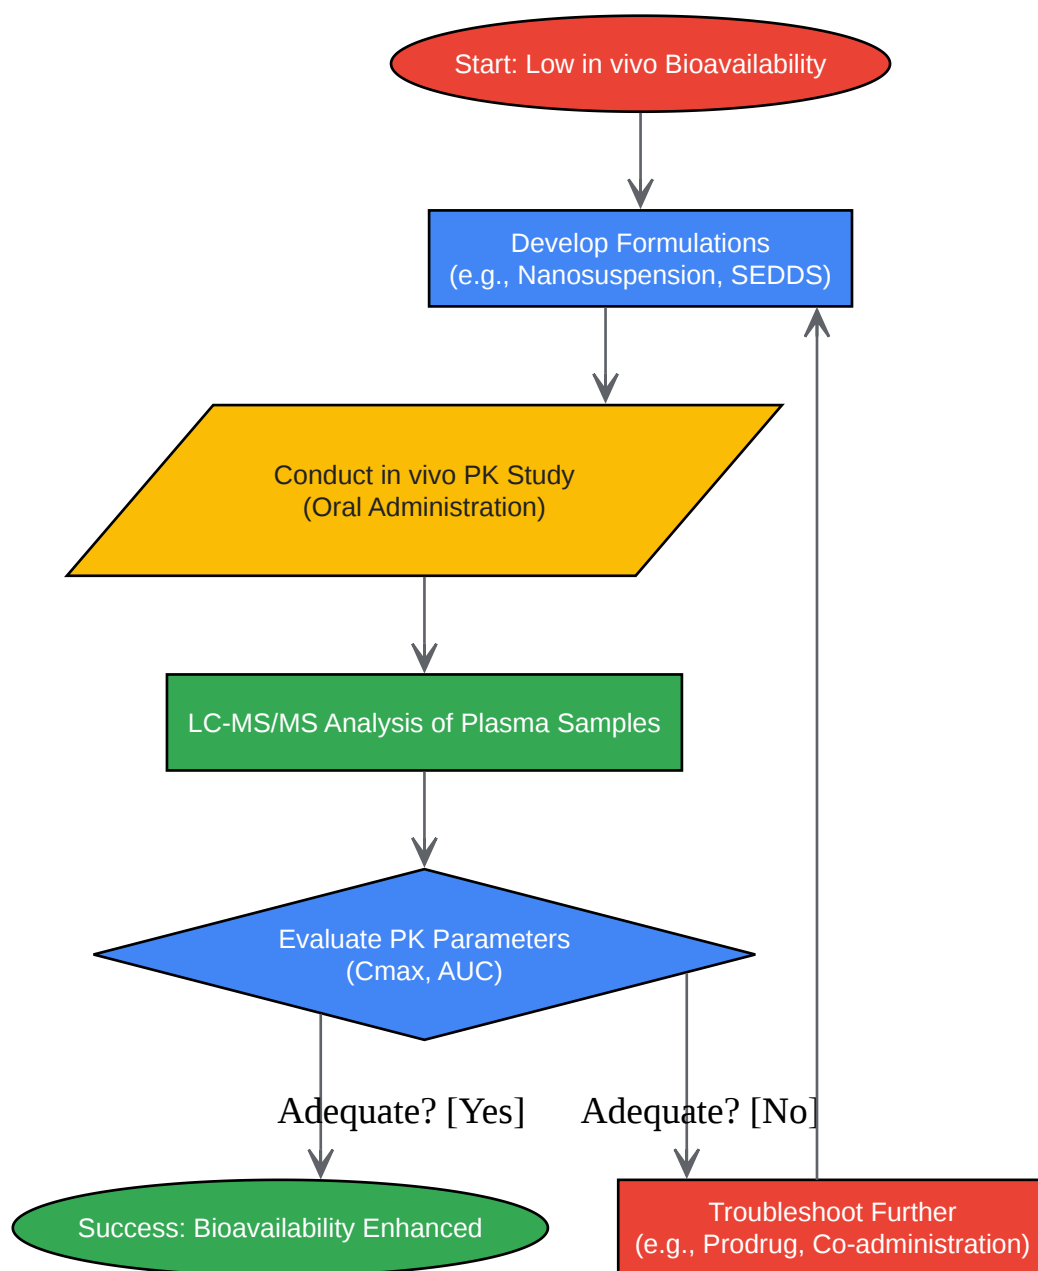 Start: Low in vivo Bioavailability
Develop Formulations
(e.g., Nanosuspension, SEDDS)
Conduct in vivo PK Study
(Oral Administration)
LC-MS/MS Analysis of Plasma Samples
Evaluate PK Parameters
(Cmax, AUC)
Adequate? [Yes]
Adequate? [No]
Success: Bioavailability Enhanced
Troubleshoot Further
(e.g., Prodrug, Co-administration)